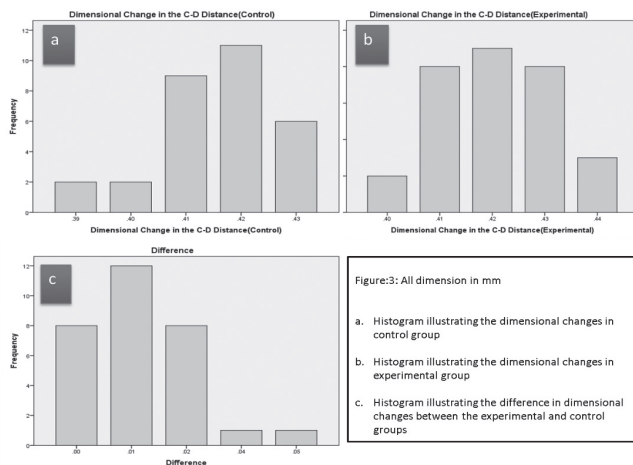 Dimensional Change in the C-D Distance(Control)
a
12
10
8
6
4
2
0
Frequency
.39 .40 .41 .42 .43
Dimensional Change in the C-D Distance(Control)
Dimensional Change in the C-D Distance(Experimental)
b
.40 .41 .42 .43 .44
Dimensional Change in the C-D Distance(Experimental)
Difference
c
12
10
8
6
4
2
0
Frequency
.00 .01 .02 .04 .05
Difference
Figure:3: All dimension in mm
a. Histogram illustrating the dimensional changes in
control group
b. Histogram illustrating the dimensional changes in
experimental group
c. Histogram illustrating the difference in dimensional
changes between the experimental and control
groups